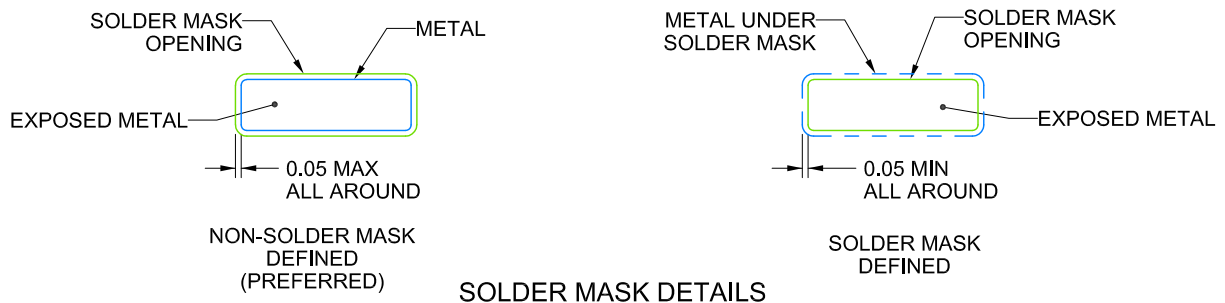 SOLDER MASK
OPENING
METAL
EXPOSED METAL
0.05 MAX
ALL AROUND
NON-SOLDER MASK
DEFINED
(PREFERRED)
METAL UNDER
SOLDER MASK
SOLDER MASK
OPENING
EXPOSED METAL
0.05 MIN
ALL AROUND
SOLDER MASK
DEFINED
SOLDER MASK DETAILS